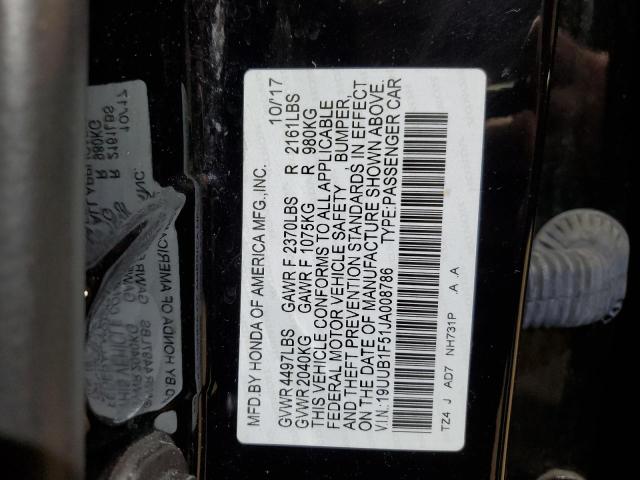 MFD.BY HONDA OF AMERICA MFG.,INC. 10/17
GVWR 4497LBS GAWR F 2370LBS R 2161LBS
GVWR 2040KG GAWR F 1075KG R 980KG
THIS VEHICLE CONFORMS TO ALL APPLICABLE
FEDERAL MOTOR VEHICLE SAFETY BUMPER,
AND THEFT PREVENTION STANDARDS IN EFFECT
ON THE DATE OF MANUFACTURE SHOWN ABOVE.
V.I.N.:19UUB1F51JA008786 TYPE:PASSENGER CAR
TZ4 J AD7 NH731P .A .A